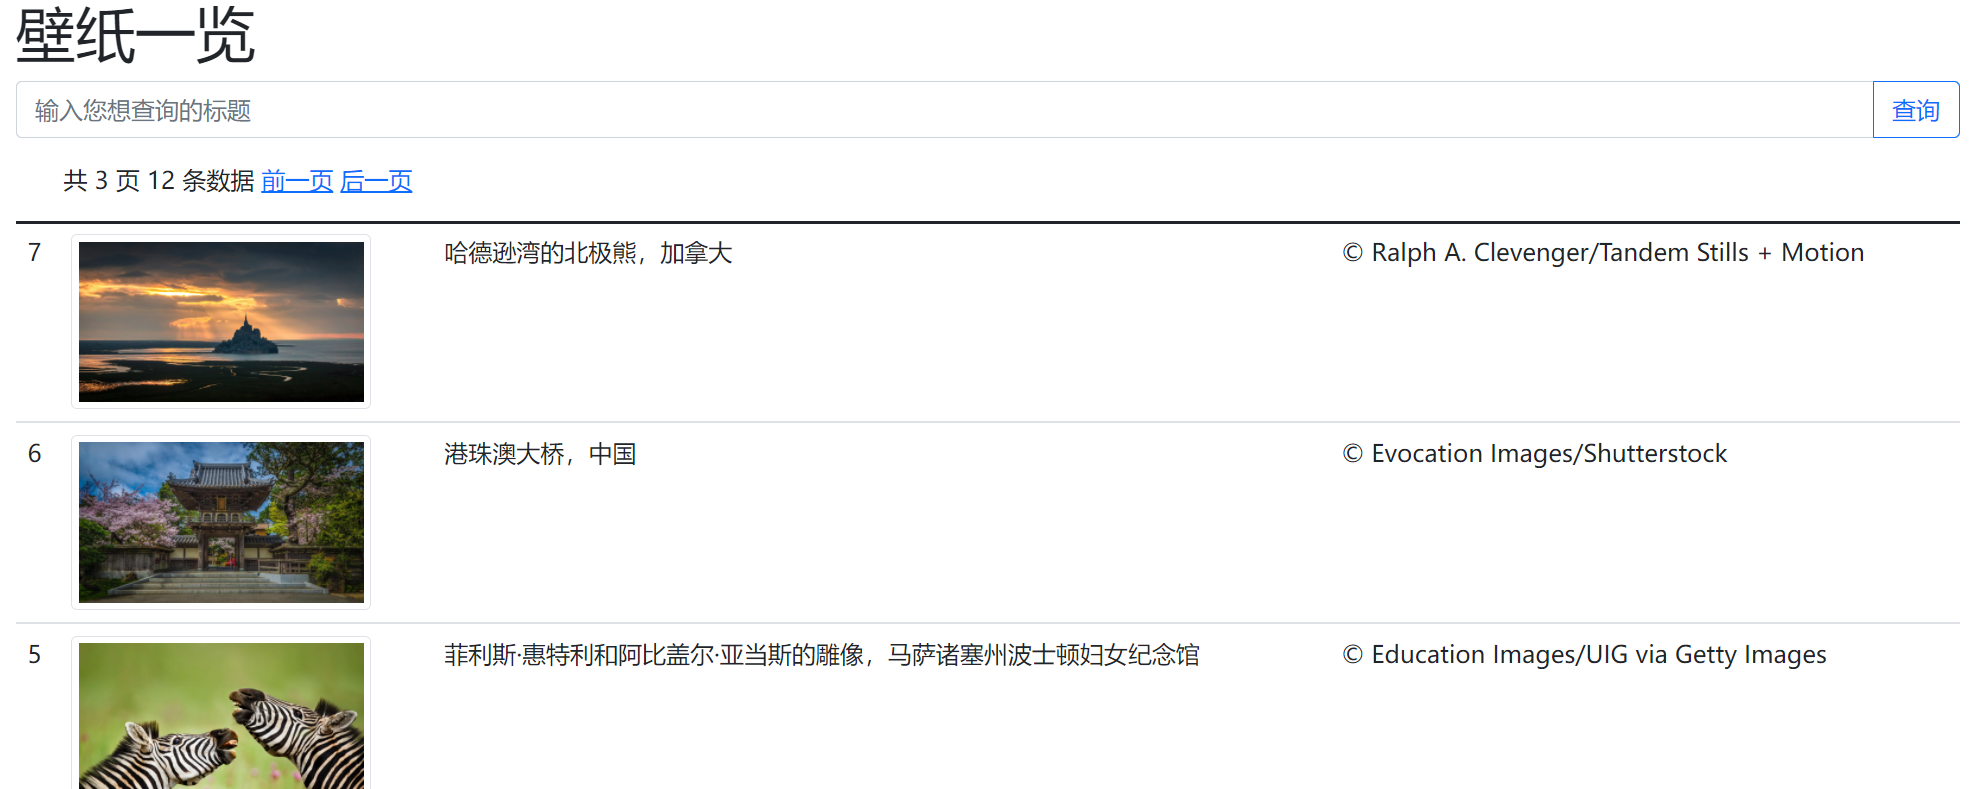 壁纸一览
输入您想查询的标题
查询
共 3 页 12 条数据 前一页 后一页
7 哈德逊湾的北极熊，加拿大 © Ralph A. Clevenger/Tandem Stills + Motion
6 港珠澳大桥，中国 © Evocation Images/Shutterstock
5 菲利斯·惠特利和阿比盖尔·亚当斯的雕像，马萨诸塞州波士顿妇女纪念馆 © Education Images/UIG via Getty Images